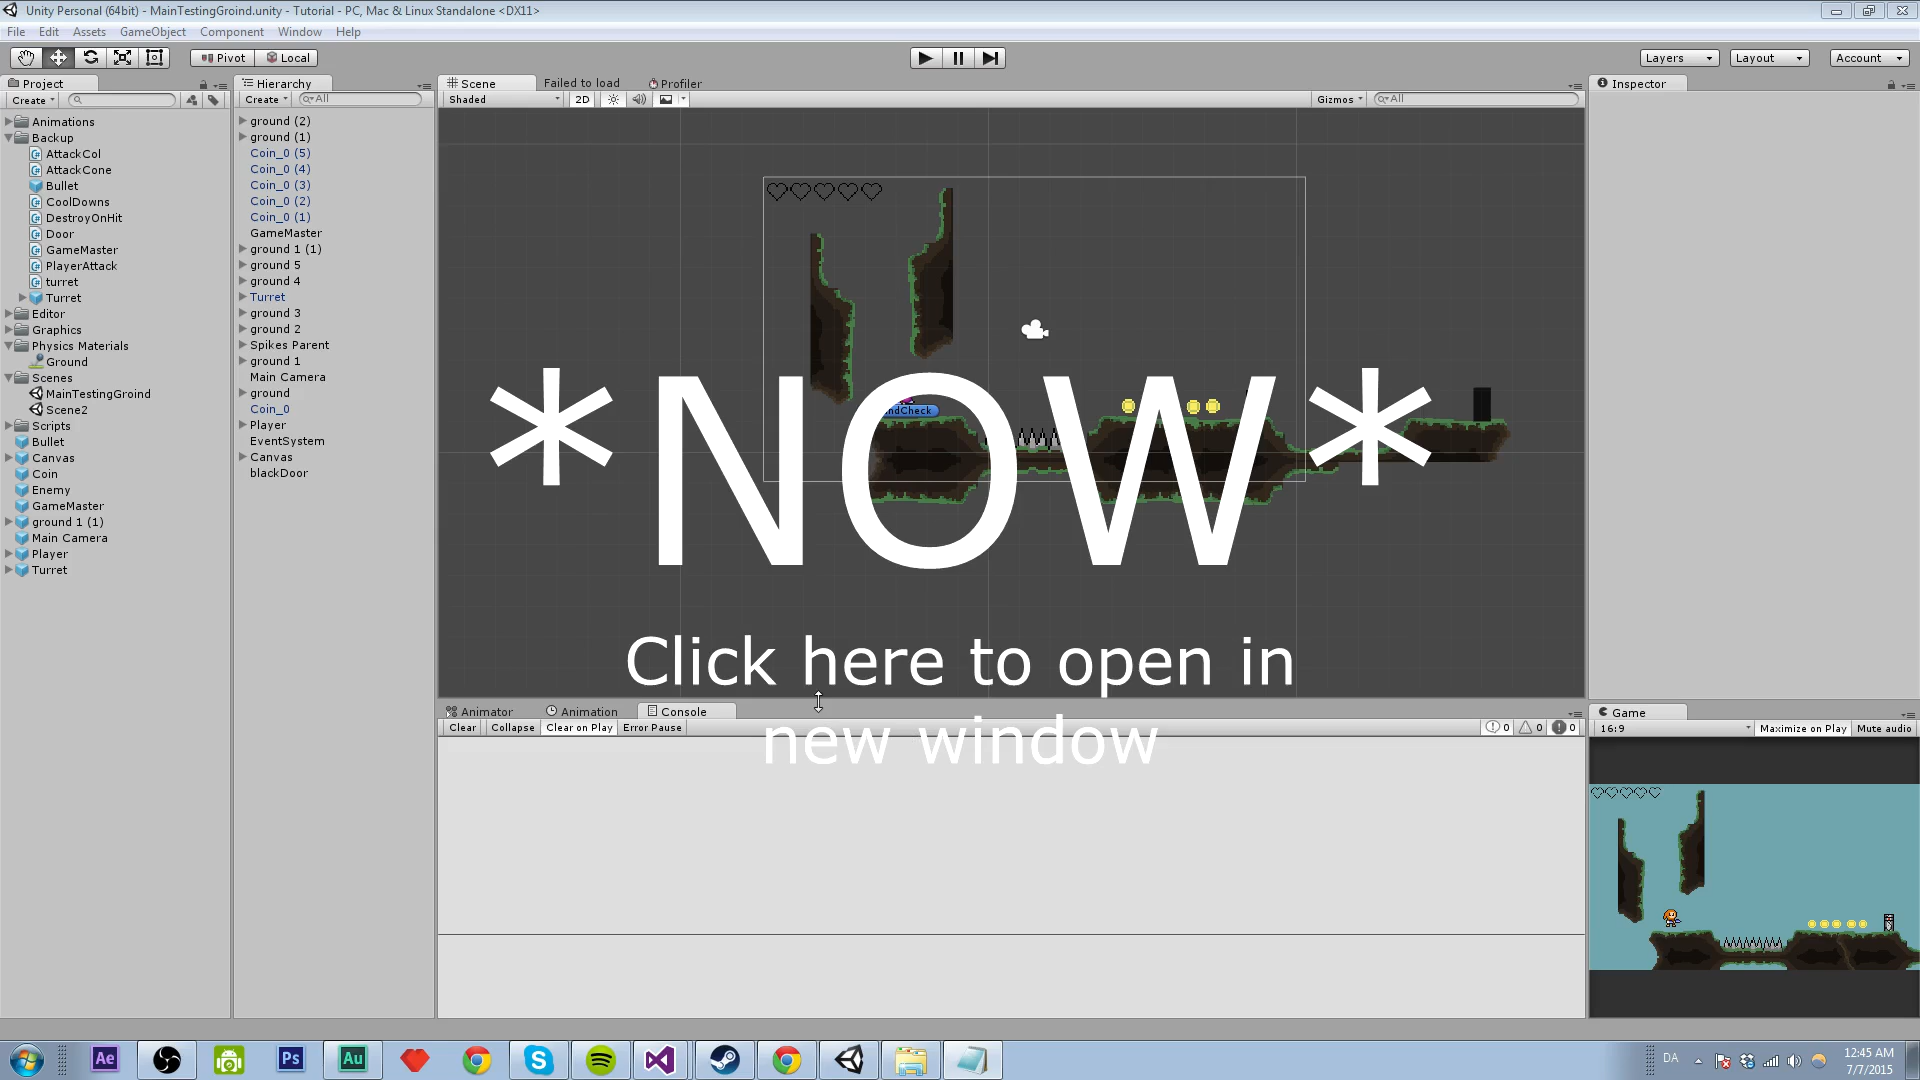 Unity Personal (64bit) - MainTestingGroind.unity - Tutorial - PC, Mac & Linux Standalone <DX11>
File Edit Assets GameObject Component Window Help
Pivot Local Layers Layout Account
Project
Create
Animations
Backup
AttackCol
AttackCone
Bullet
CoolDowns
DestroyOnHit
Door
GameMaster
PlayerAttack
turret
Turret
Editor
Graphics
Physics Materials
Ground
Scenes
MainTestingGroind
Scene2
Scripts
Bullet
Canvas
Coin
Enemy
GameMaster
ground 1 (1)
Main Camera
Player
Turret
Hierarchy
Create All
ground (2)
ground (1)
Coin_0 (5)
Coin_0 (4)
Coin_0 (3)
Coin_0 (2)
Coin_0 (1)
GameMaster
ground 1 (1)
ground 5
ground 4
Turret
ground 3
ground 2
Spikes Parent
ground 1
Main Camera
ground
Coin_0
Player
EventSystem
Canvas
blackDoor
Scene Failed to load Profiler
Shaded 2D Gizmos All
ndCheck
*NOW*
Click here to open in
new window
Animator Animation Console
Clear Collapse Clear on Play Error Pause 0 0 0
Inspector
Game
16:9 Maximize on Play Mute audio
Ae Ps Au DA
12:45 AM
7/7/2015